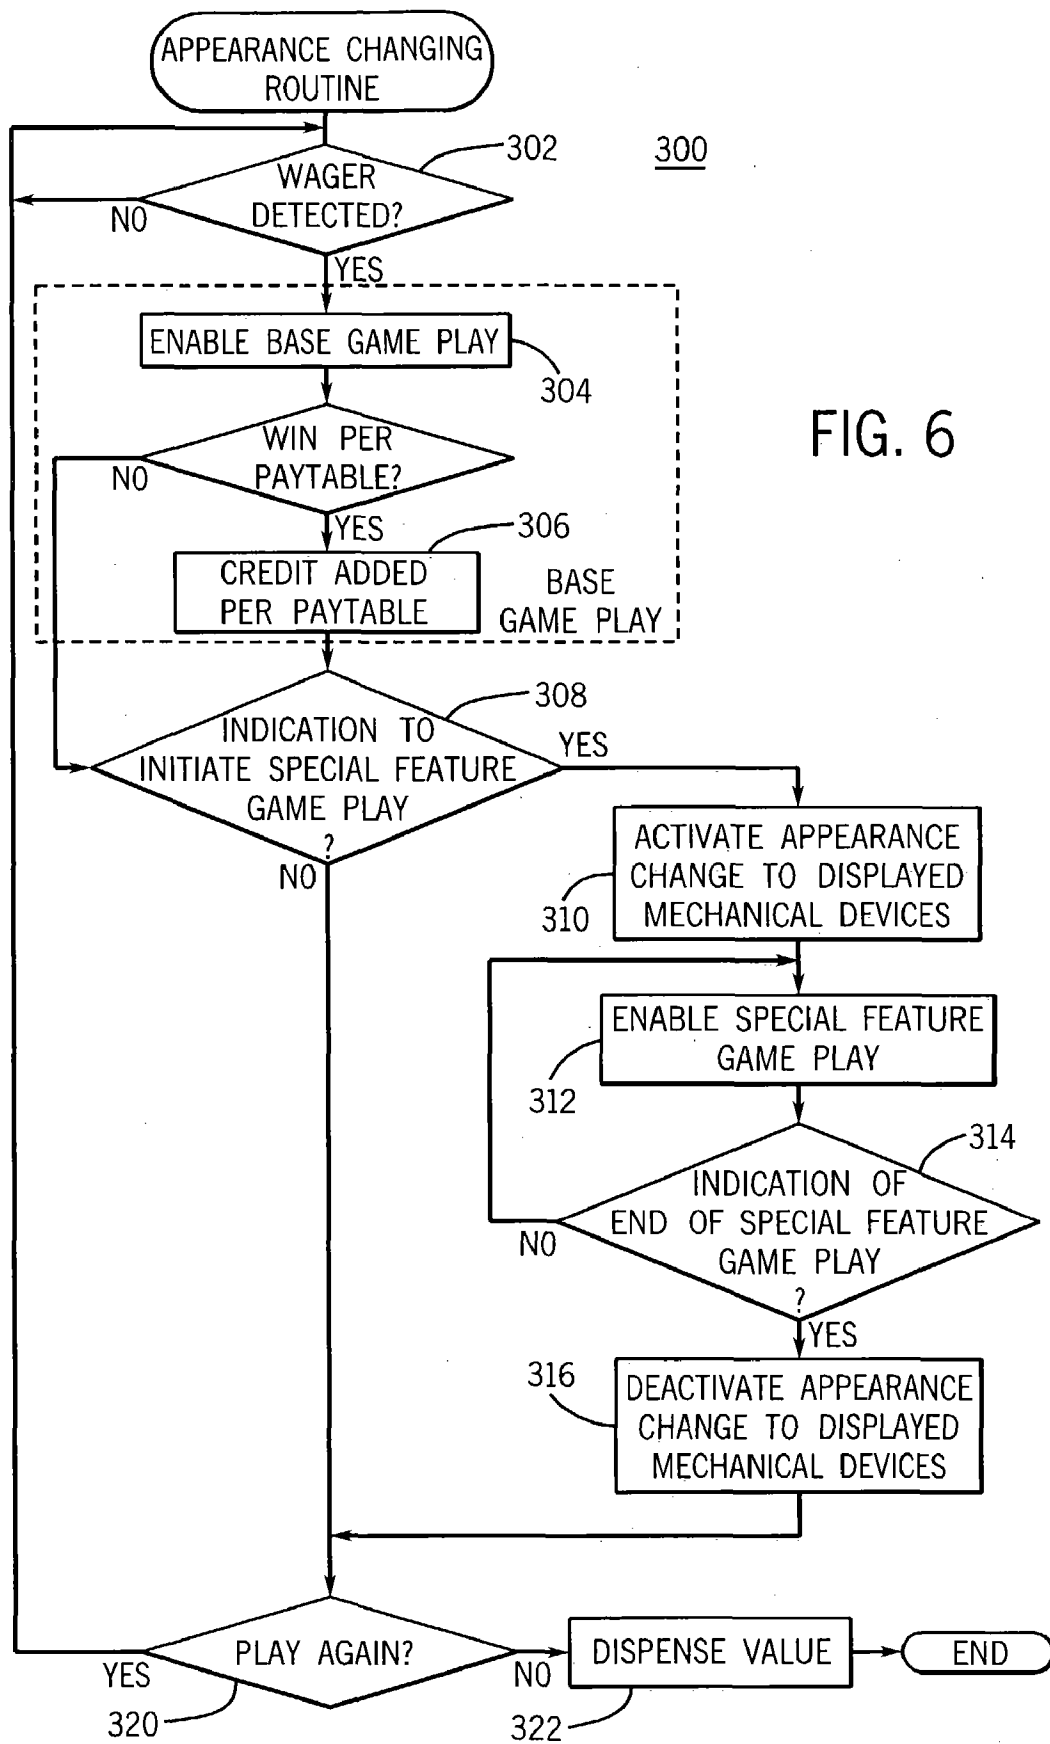 APPEARANCE CHANGING
ROUTINE
302
300
WAGER
DETECTED?
NO
YES
ENABLE BASE GAME PLAY
304
FIG. 6
WIN PER
PAYTABLE?
NO
YES
306
CREDIT ADDED
PER PAYTABLE
BASE
GAME PLAY
308
INDICATION TO
INITIATE SPECIAL FEATURE
GAME PLAY
?
YES
NO
ACTIVATE APPEARANCE
CHANGE TO DISPLAYED
MECHANICAL DEVICES
310
ENABLE SPECIAL FEATURE
GAME PLAY
312
314
INDICATION OF
END OF SPECIAL FEATURE
GAME PLAY
?
NO
YES
316
DEACTIVATE APPEARANCE
CHANGE TO DISPLAYED
MECHANICAL DEVICES
PLAY AGAIN?
YES
NO
320
DISPENSE VALUE
322
END